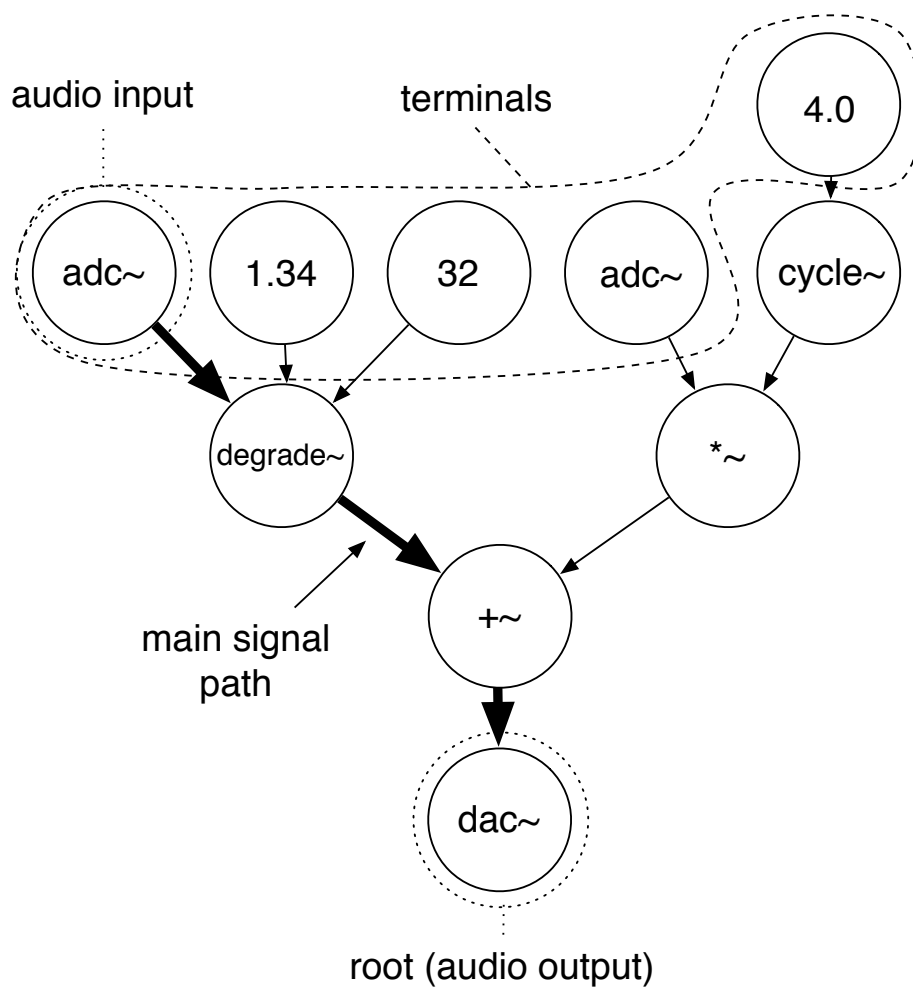 4.0
audio input
terminals
adc~
1.34
32
adc~
cycle~
degrade~
*~
+~
main signal
path
dac~
root (audio output)